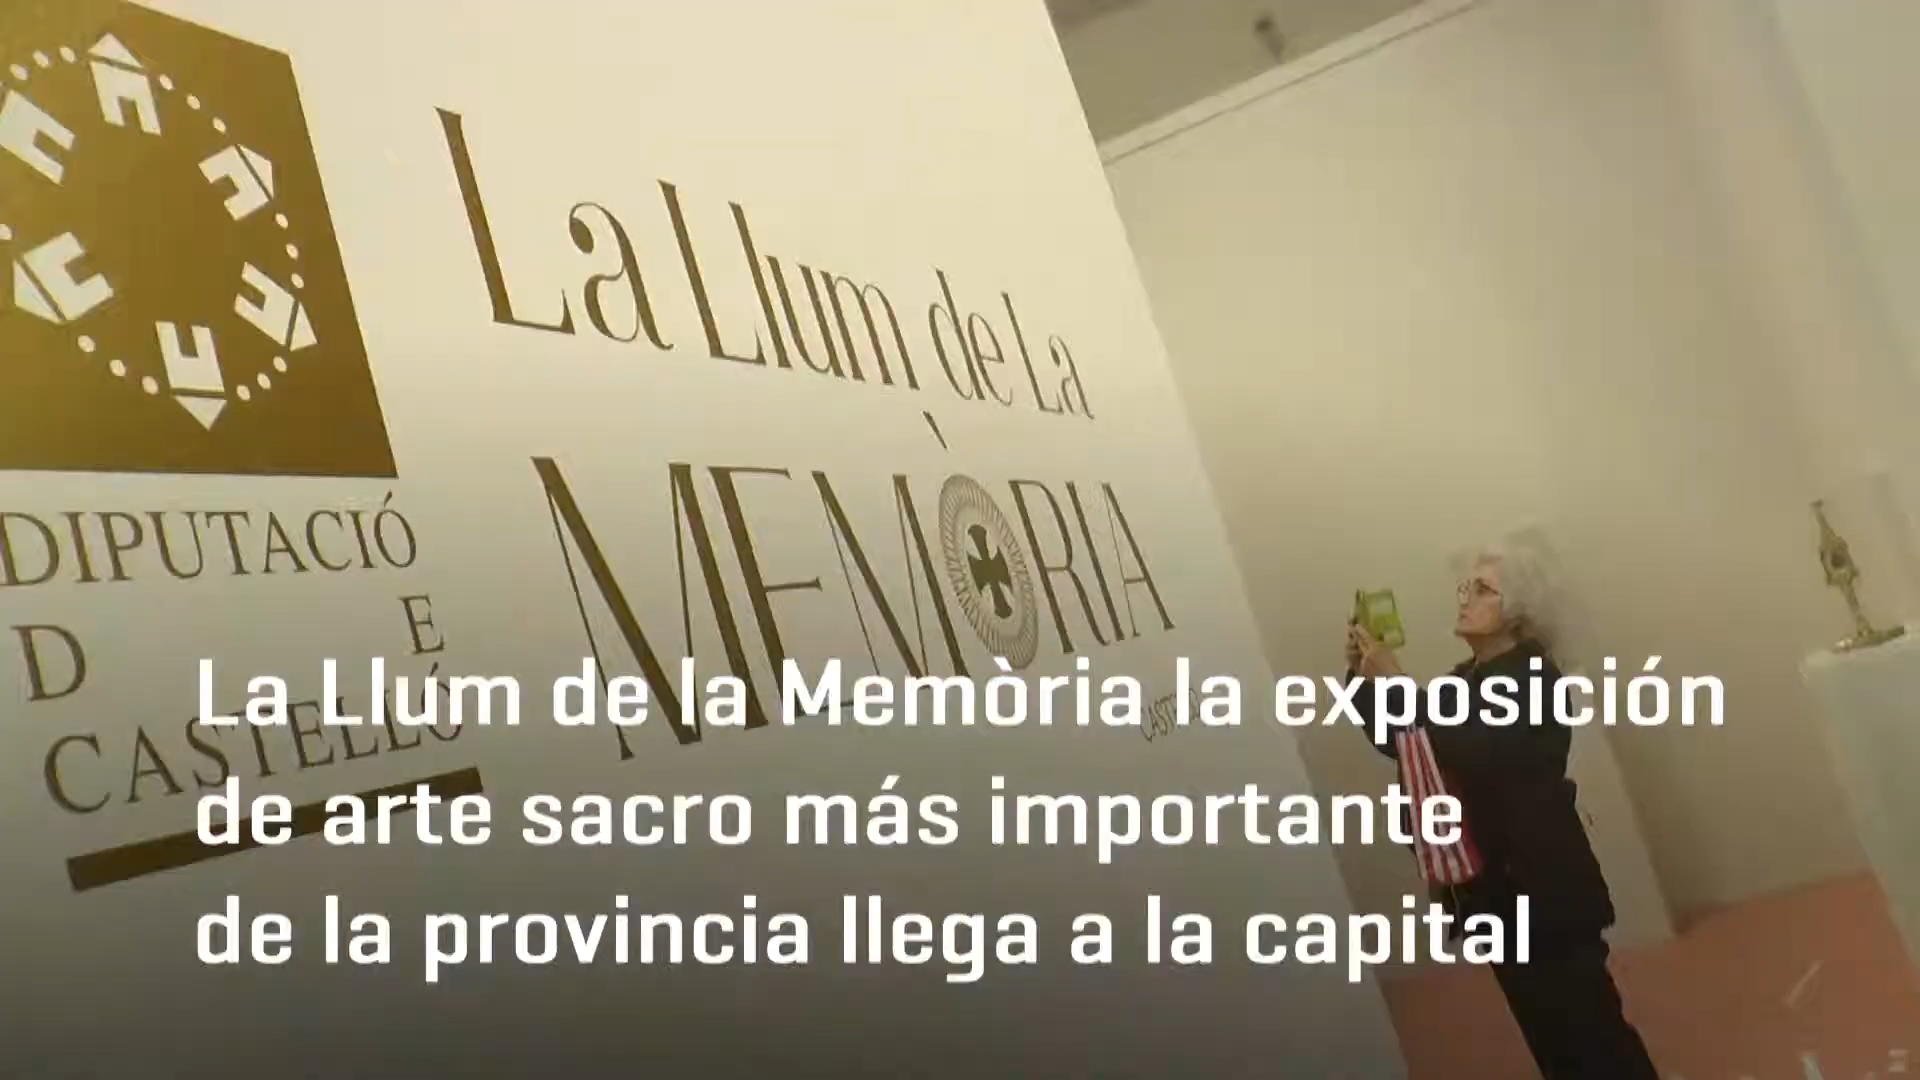 DIPUTACIÓ
D E
CASTELLÓ
La Llum de La
MEMÒRIA
CASTELLÓ
La Llum de la Memòria la exposición
de arte sacro más importante
de la provincia llega a la capital